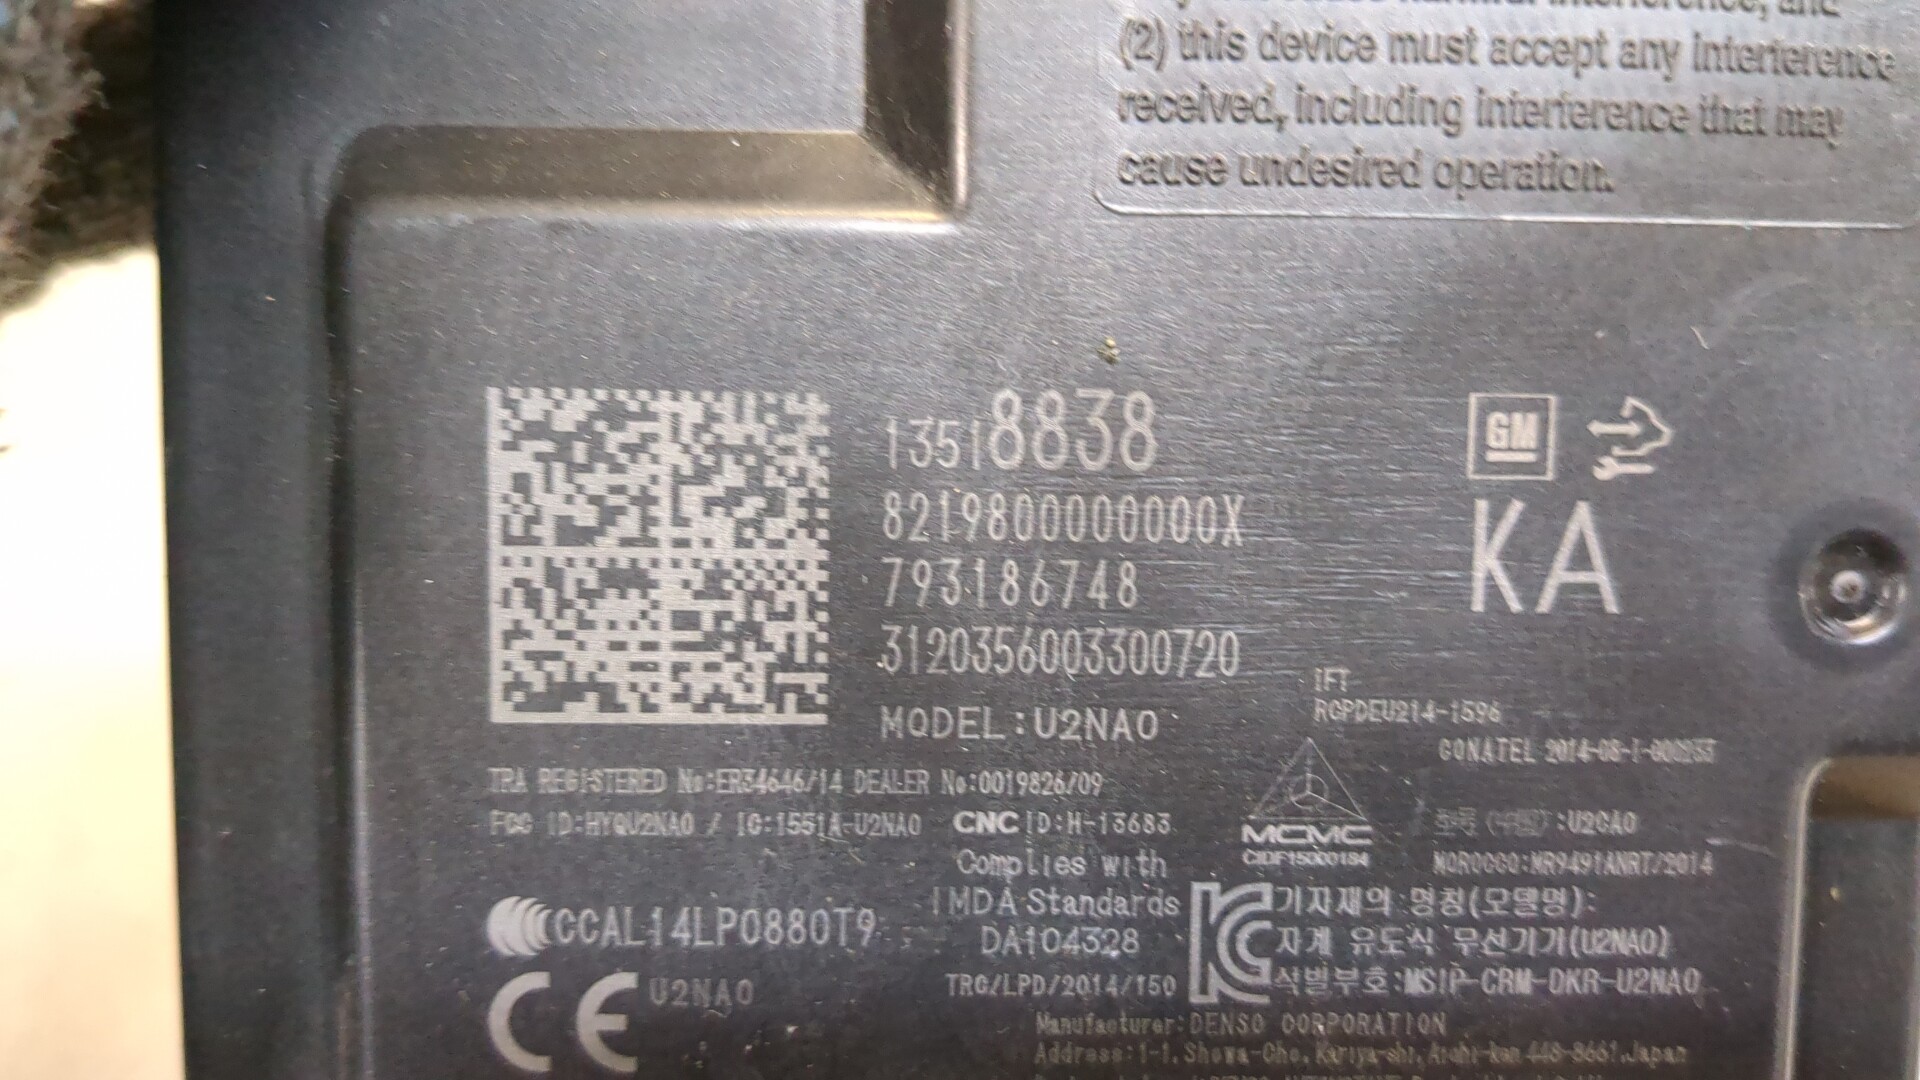 (2) this device must accept any interference
received, including interference that may
cause undesired operation.
13518838
8219800000000X
793186748
3120356003300720
MODEL:U2NA0
GM
KA
IFT
RCPDEU214-1596
CONATEL 2014-08-I-000233
TRA REGISTERED No:ER34646/14 DEALER No:0019826/09
FCC ID:HYQU2NA0 / IC:1551A-U2NA0
CNC ID:H-13683
MCMC
CIDF15000184
:U2CA0
MOROCCO:MR9491ANRT/2014
Complies with
IMDA Standards
DA104328
CCAL14LP0880T9
TRC/LPD/2014/150
CE U2NA0
기자재의 명칭(모델명):
자계 유도식 무선기기(U2NA0)
식별부호:MSIP-CRM-DKR-U2NA0
Manufacturer:DENSO CORPORATION
Address:1-1, Showa-Cho, Kariya-shi, Aichi-ken 448-8661,Japan